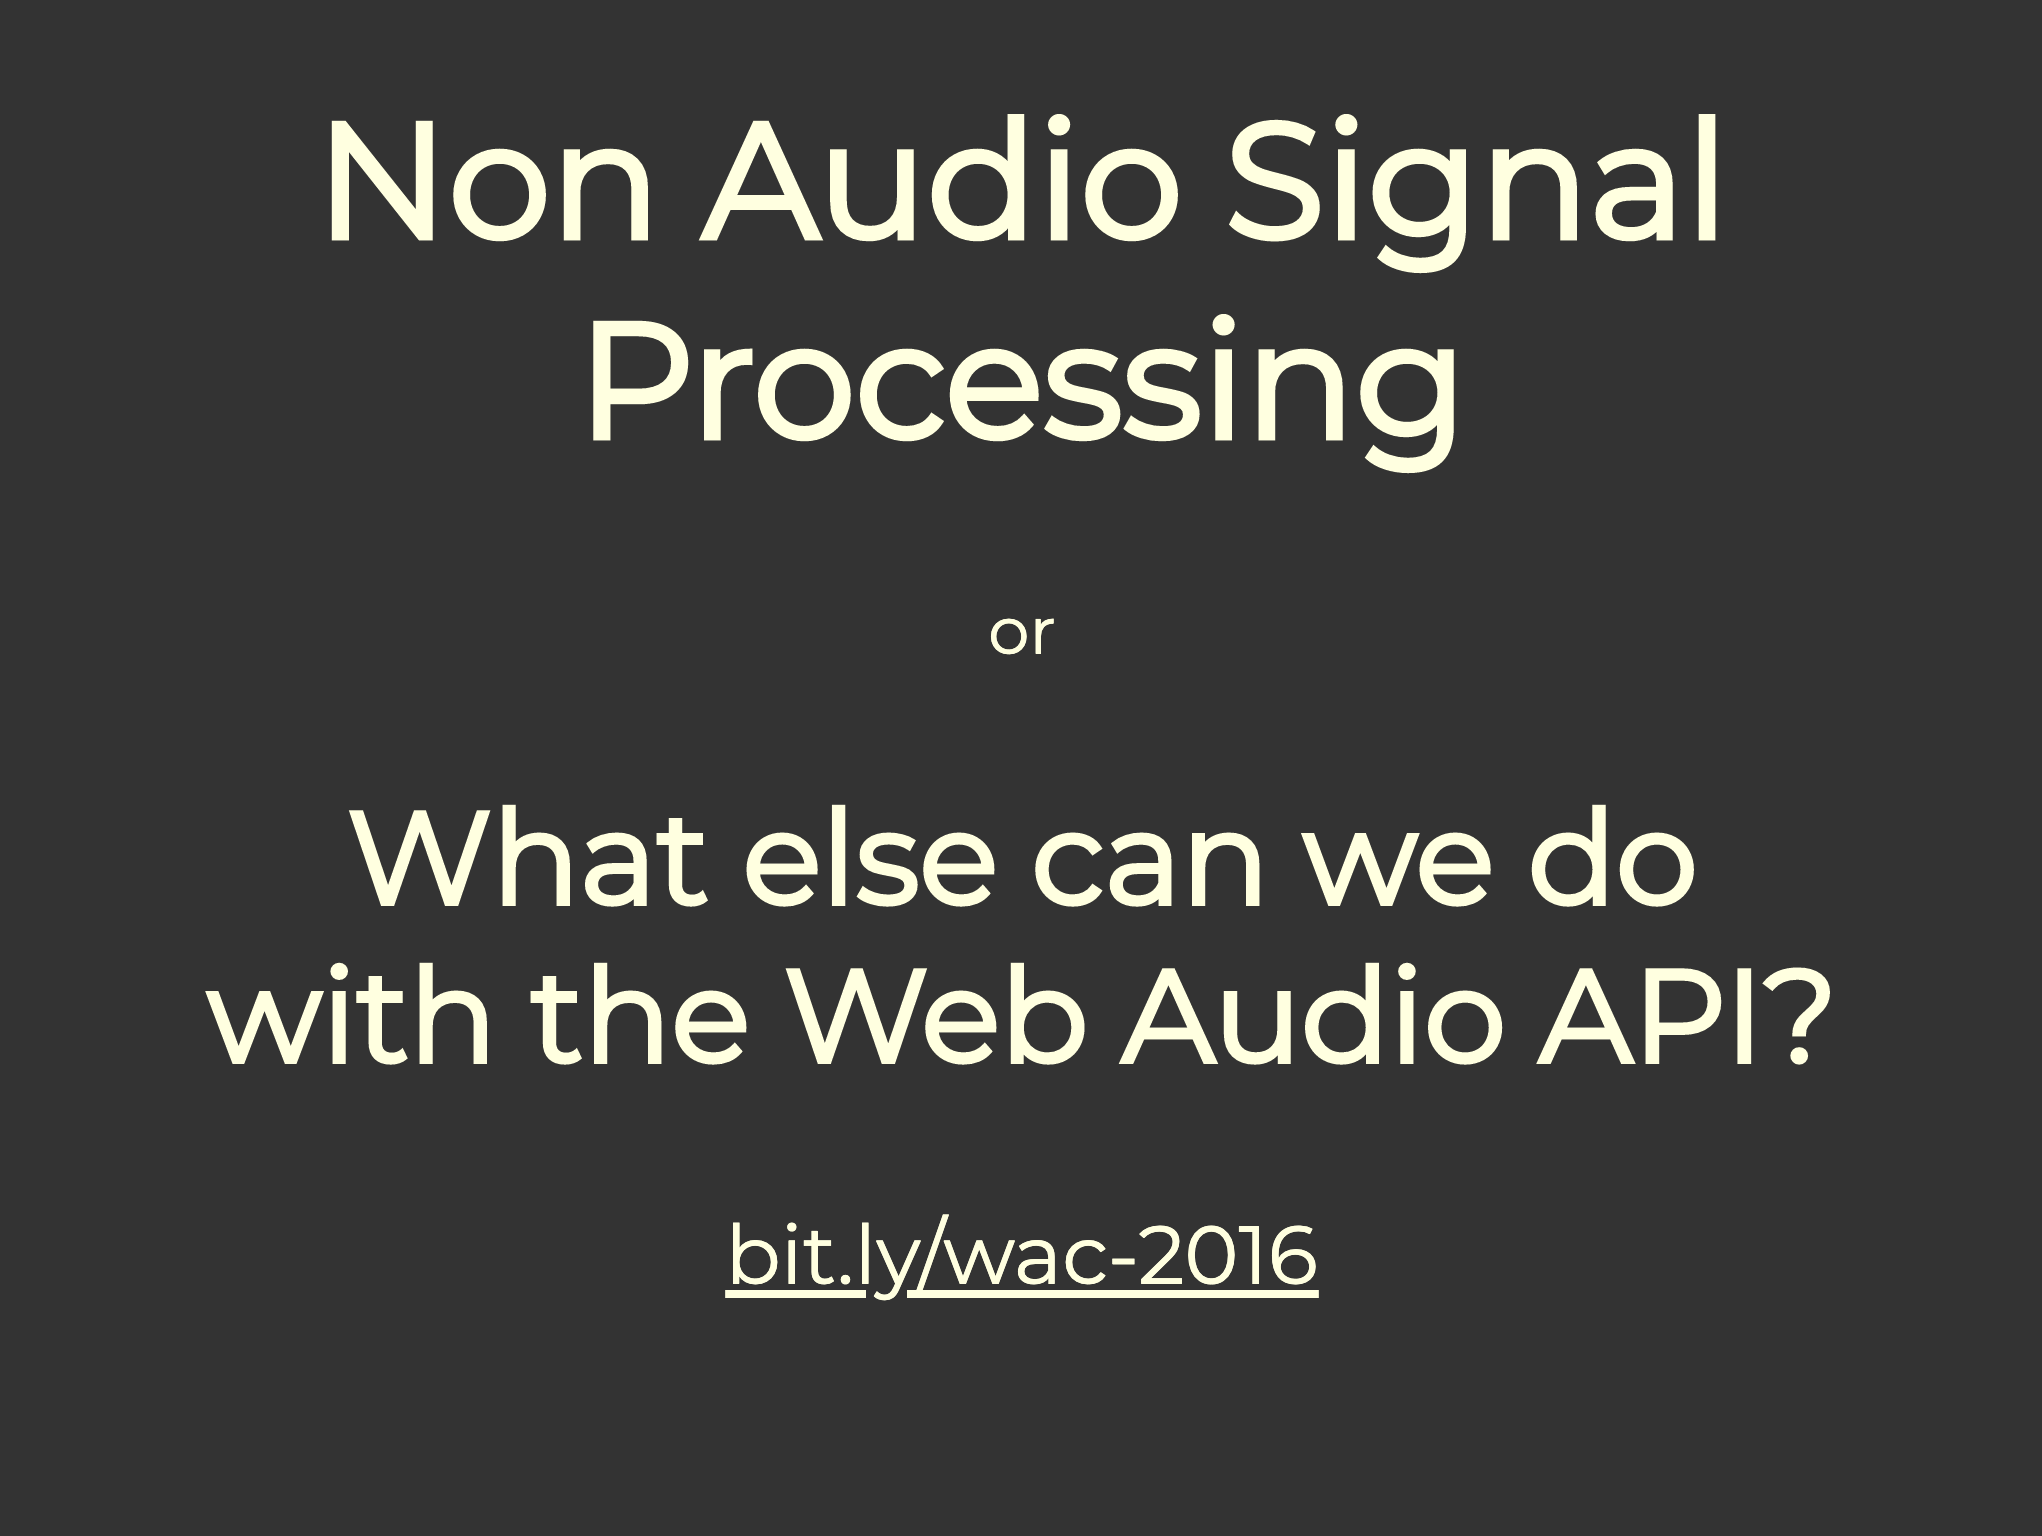 Non Audio Signal
Processing
or
What else can we do
with the Web Audio API?
bit.ly/wac-2016